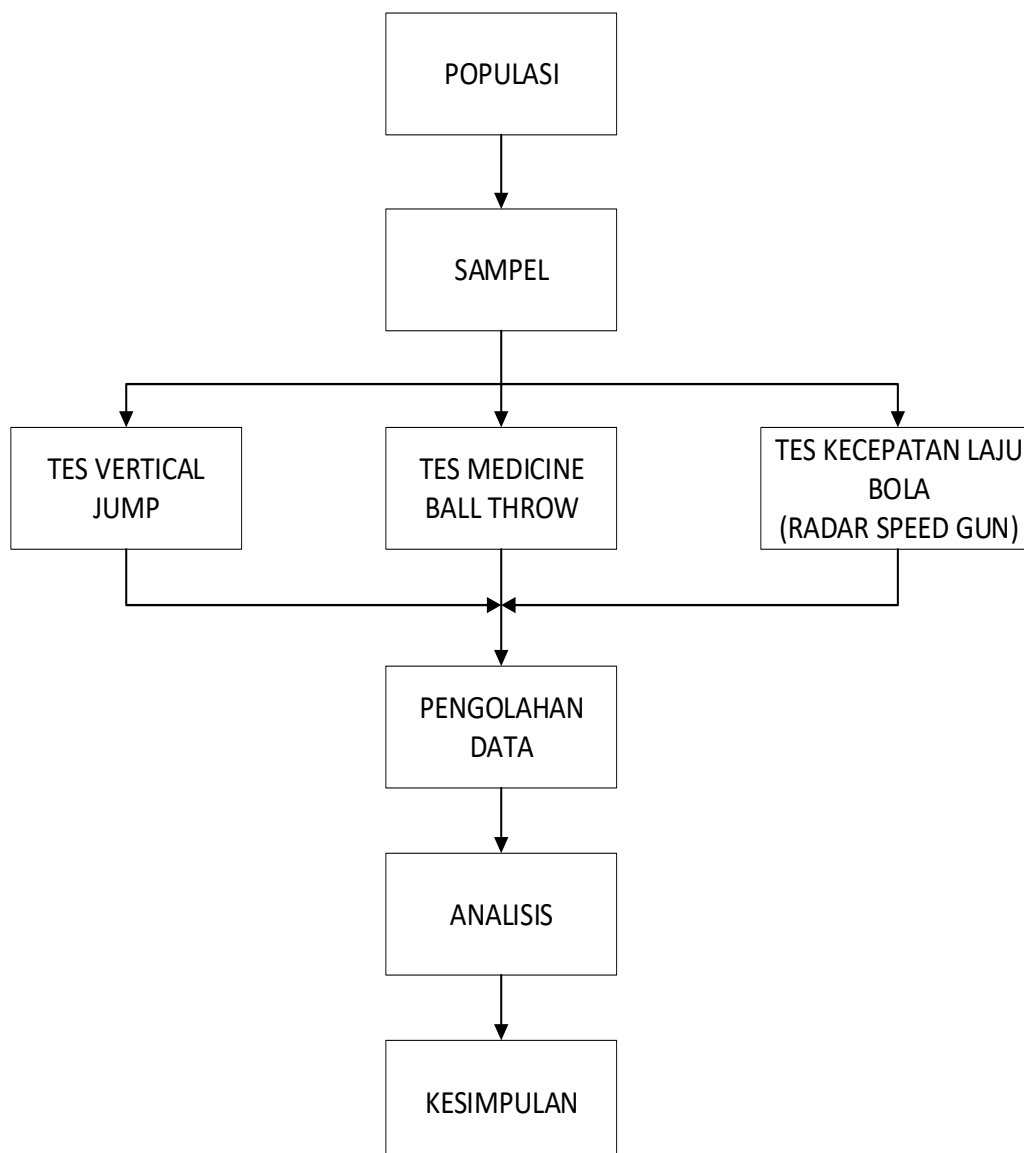 POPULASI
SAMPEL
TES VERTICAL
JUMP
TES MEDICINE
BALL THROW
TES KECEPATAN LAJU
BOLA
(RADAR SPEED GUN)
PENGOLAHAN
DATA
ANALISIS
KESIMPULAN